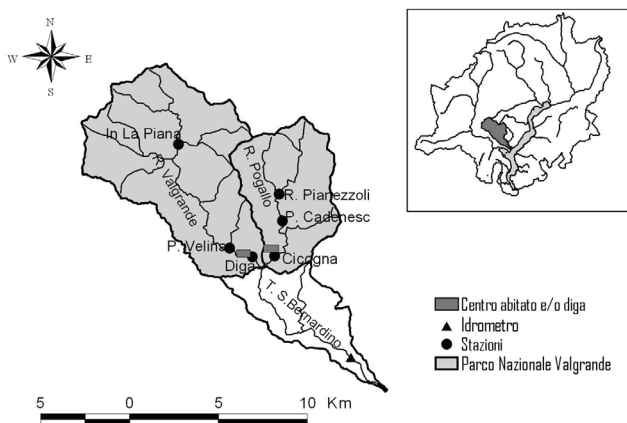 N
W E
S
In La Piana
R. Valgrande
R. Pogallo
R. Pianezzoli
P. Cadenesc
P. Velina
Diga
Cicogna
T. S.Bernardino
Centro abitato e/o diga
Idrometro
Stazioni
Parco Nazionale Valgrande
5 0 5 10 Km